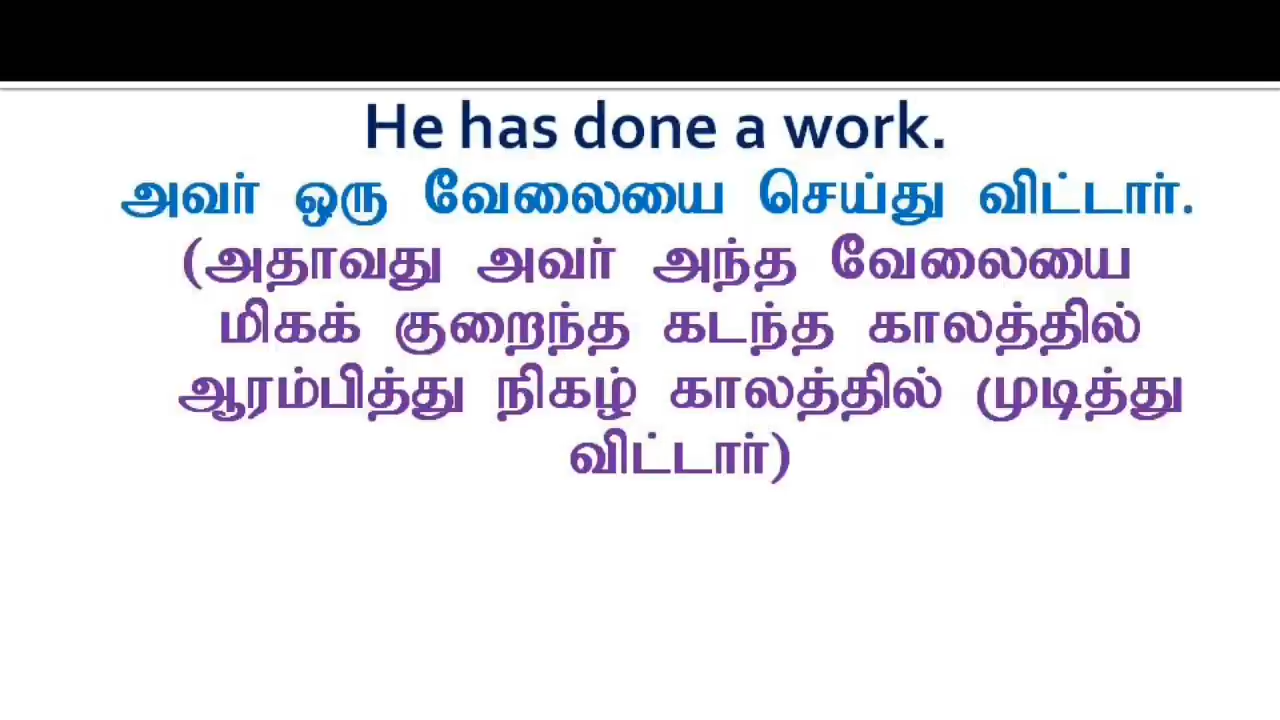 He has done a work.
அவர் ஒரு வேலையை செய்து விட்டார்.
(அதாவது அவர் அந்த வேலையை
மிகக் குறைந்த கடந்த காலத்தில்
ஆரம்பித்து நிகழ் காலத்தில் முடித்து
விட்டார்)